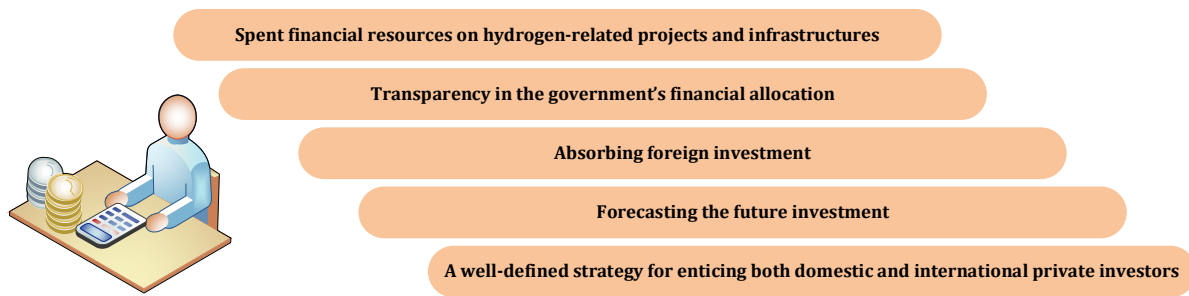 Spent financial resources on hydrogen-related projects and infrastructures
Transparency in the government’s financial allocation
Absorbing foreign investment
Forecasting the future investment
A well-defined strategy for enticing both domestic and international private investors